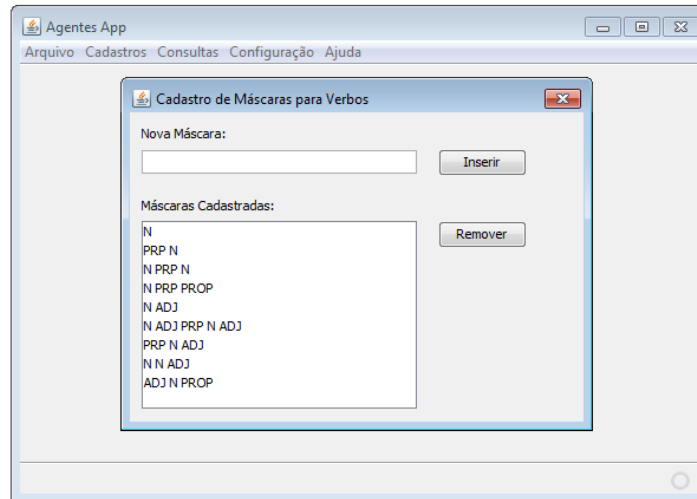 Agentes App
Arquivo Cadastros Consultas Configuração Ajuda
Cadastro de Máscaras para Verbos
Nova Máscara:
Inserir
Máscaras Cadastradas:
Remover
N
PRP N
N PRP N
N PRP PROP
N ADJ
N ADJ PRP N ADJ
PRP N ADJ
N N ADJ
ADJ N PROP